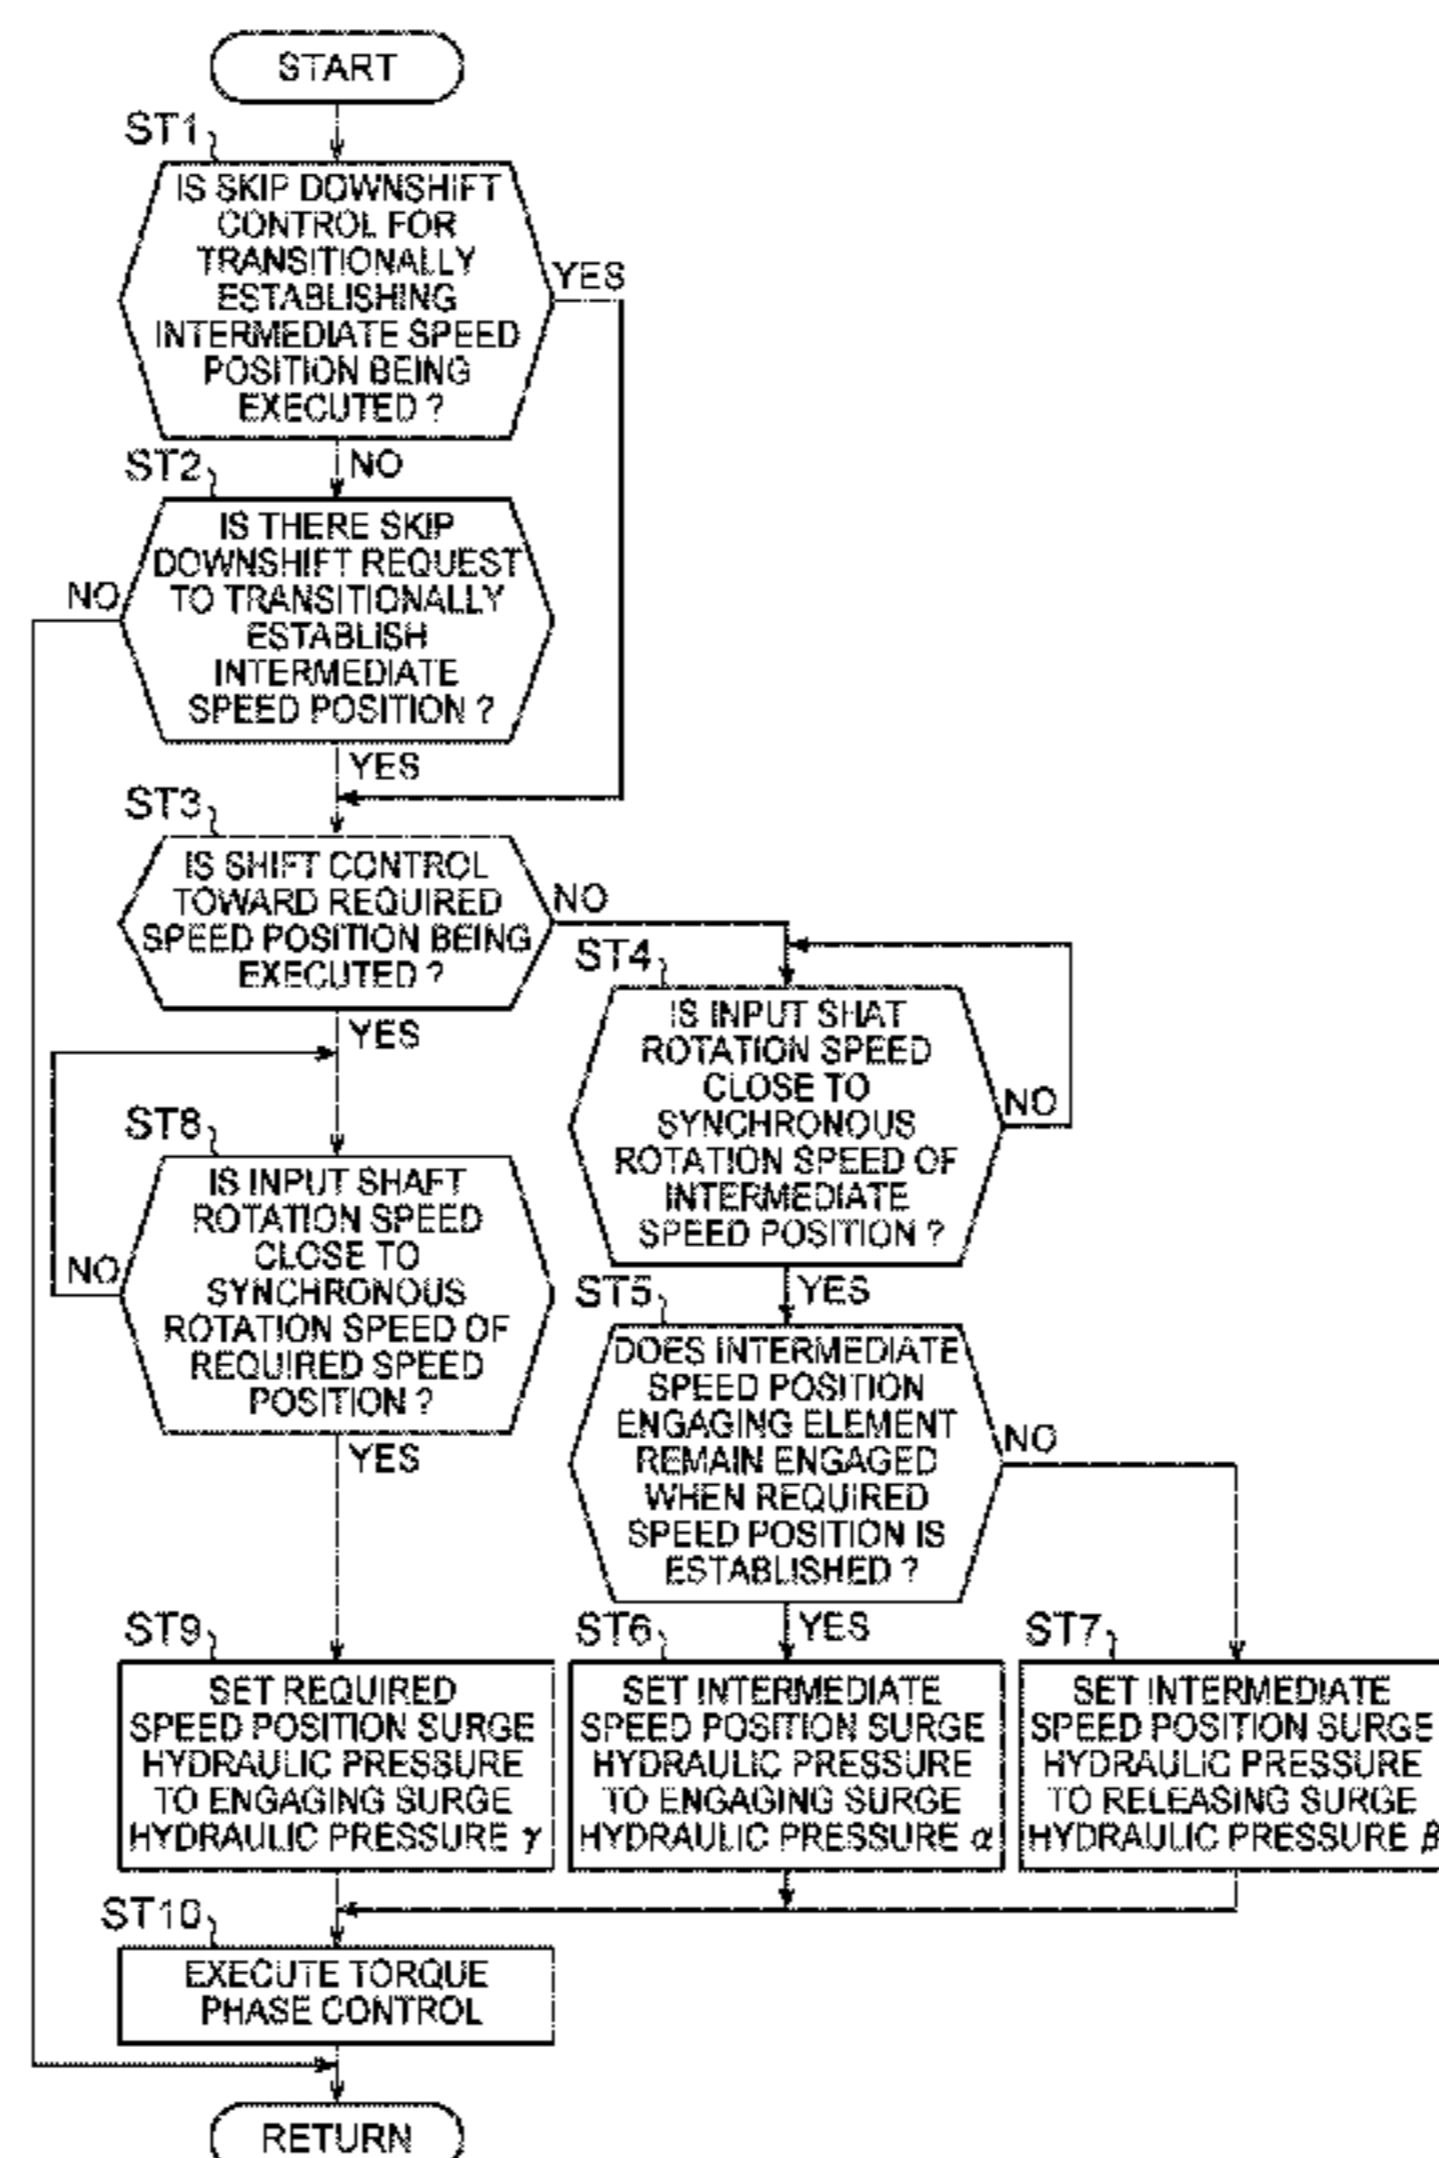 START
ST1
IS SKIP DOWNSHIFT
CONTROL FOR
TRANSITIONALLY
ESTABLISHING
INTERMEDIATE SPEED
POSITION BEING
EXECUTED ?
YES
NO
ST2
IS THERE SKIP
DOWNSHIFT REQUEST
TO TRANSITIONALLY
ESTABLISH
INTERMEDIATE
SPEED POSITION ?
NO
YES
ST3
IS SHIFT CONTROL
TOWARD REQUIRED
SPEED POSITION BEING
EXECUTED ?
NO
YES
ST4
IS INPUT SHAT
ROTATION SPEED
CLOSE TO
SYNCHRONOUS
ROTATION SPEED OF
INTERMEDIATE
SPEED POSITION ?
NO
YES
ST8
IS INPUT SHAFT
ROTATION SPEED
CLOSE TO
SYNCHRONOUS
ROTATION SPEED OF
REQUIRED SPEED
POSITION ?
NO
YES
ST5
DOES INTERMEDIATE
SPEED POSITION
ENGAGING ELEMENT
REMAIN ENGAGED
WHEN REQUIRED
SPEED POSITION IS
ESTABLISHED ?
NO
YES
ST9
SET REQUIRED
SPEED POSITION SURGE
HYDRAULIC PRESSURE
TO ENGAGING SURGE
HYDRAULIC PRESSURE γ
ST6
SET INTERMEDIATE
SPEED POSITION SURGE
HYDRAULIC PRESSURE
TO ENGAGING SURGE
HYDRAULIC PRESSURE α
ST7
SET INTERMEDIATE
SPEED POSITION SURGE
HYDRAULIC PRESSURE
TO RELEASING SURGE
HYDRAULIC PRESSURE β
ST10
EXECUTE TORQUE
PHASE CONTROL
RETURN